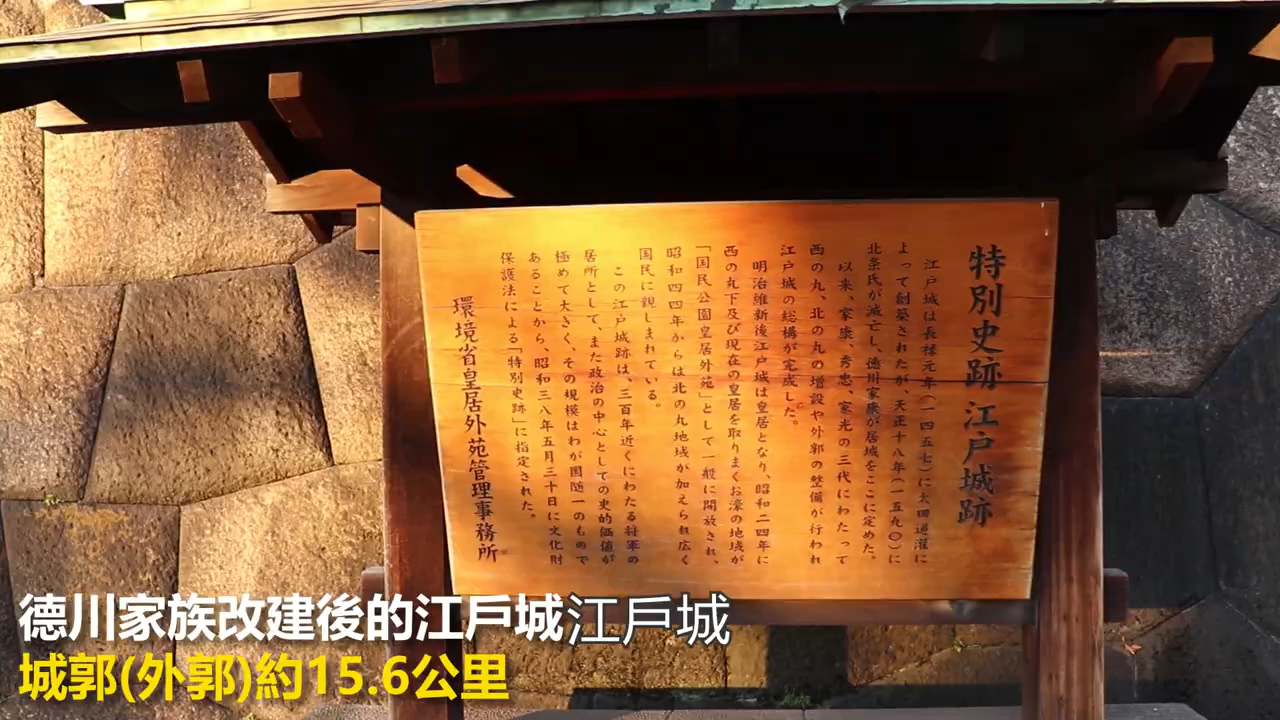 特別史跡 江戸城跡
江戸城は長禄元年(一四五七)に太田道灌に
よって創築されたが、天正十八年(一五九〇)に
北条氏が滅亡し、徳川家康が居城をここに定めた。
以来、家康、秀忠、家光の三代にわたって
西の丸、北の丸の増設や外郭の整備が行われ
江戸城の総構が完成した。
明治維新後江戸城は皇居となり、昭和二四年に
西の丸下及び現在の皇居を取りまくお濠の地域が
「国民公園皇居外苑」として一般に開放され、
昭和四四年からは北の丸地域が加えられ広く
国民に親しまれている。
この江戸城跡は、三百年近くにわたる将軍の
居所として、また政治の中心としての史的価値が
極めて大きく、その規模はわが国随一のもので
あることから、昭和三八年五月三十日に文化財
保護法による「特別史跡」に指定された。
環境省皇居外苑管理事務所
德川家族改建後的江戶城江戶城
城郭(外郭)約15.6公里